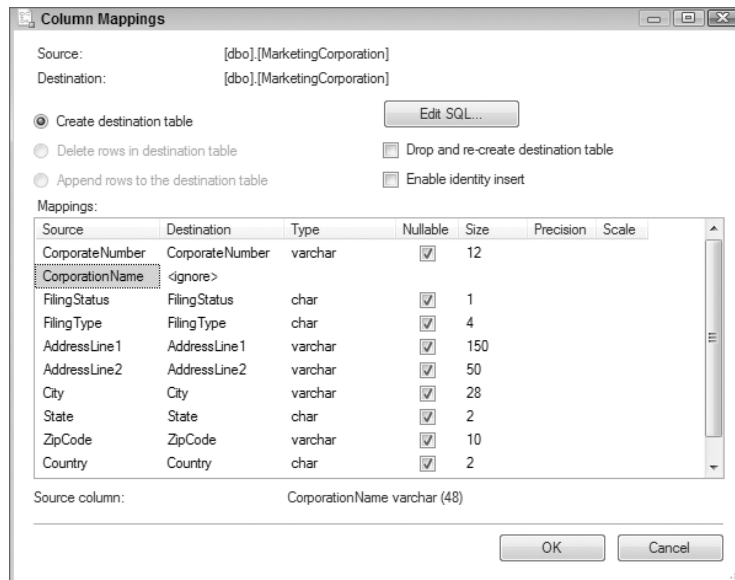 Column Mappings
Source: [dbo].[MarketingCorporation]
Destination: [dbo].[MarketingCorporation]
Create destination table Edit SQL...
Delete rows in destination table Drop and re-create destination table
Append rows to the destination table Enable identity insert
Mappings:
Source Destination Type Nullable Size Precision Scale
CorporateNumber CorporateNumber varchar 12
CorporationName <ignore>
FilingStatus FilingStatus char 1
FilingType FilingType char 4
AddressLine1 AddressLine1 varchar 150
AddressLine2 AddressLine2 varchar 50
City City varchar 28
State State char 2
ZipCode ZipCode varchar 10
Country Country char 2
Source column: CorporationName varchar (48)
OK Cancel